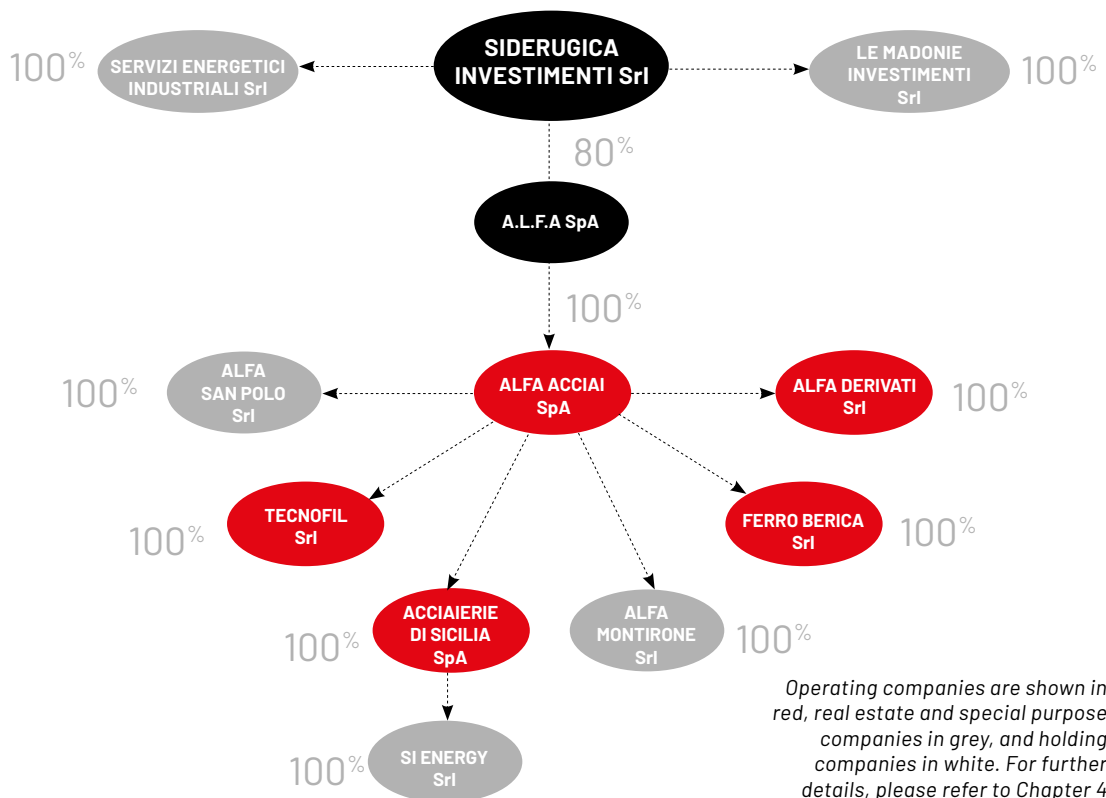 SIDERUGICA
INVESTIMENTI Srl
100%
SERVIZI ENERGETICI
INDUSTRIALI Srl
LE MADONIE
INVESTIMENTI
Srl
100%
80%
A.L.F.A SpA
100%
100%
ALFA
SAN POLO
Srl
ALFA ACCIAI
SpA
ALFA DERIVATI
Srl
100%
100%
TECNOFIL
Srl
FERRO BERICA
Srl
100%
100%
ACCIAIERIE
DI SICILIA
SpA
ALFA
MONTIRONE
Srl
100%
100%
SI ENERGY
Srl
Operating companies are shown in
red, real estate and special purpose
companies in grey, and holding
companies in white. For further
details, please refer to Chapter 4